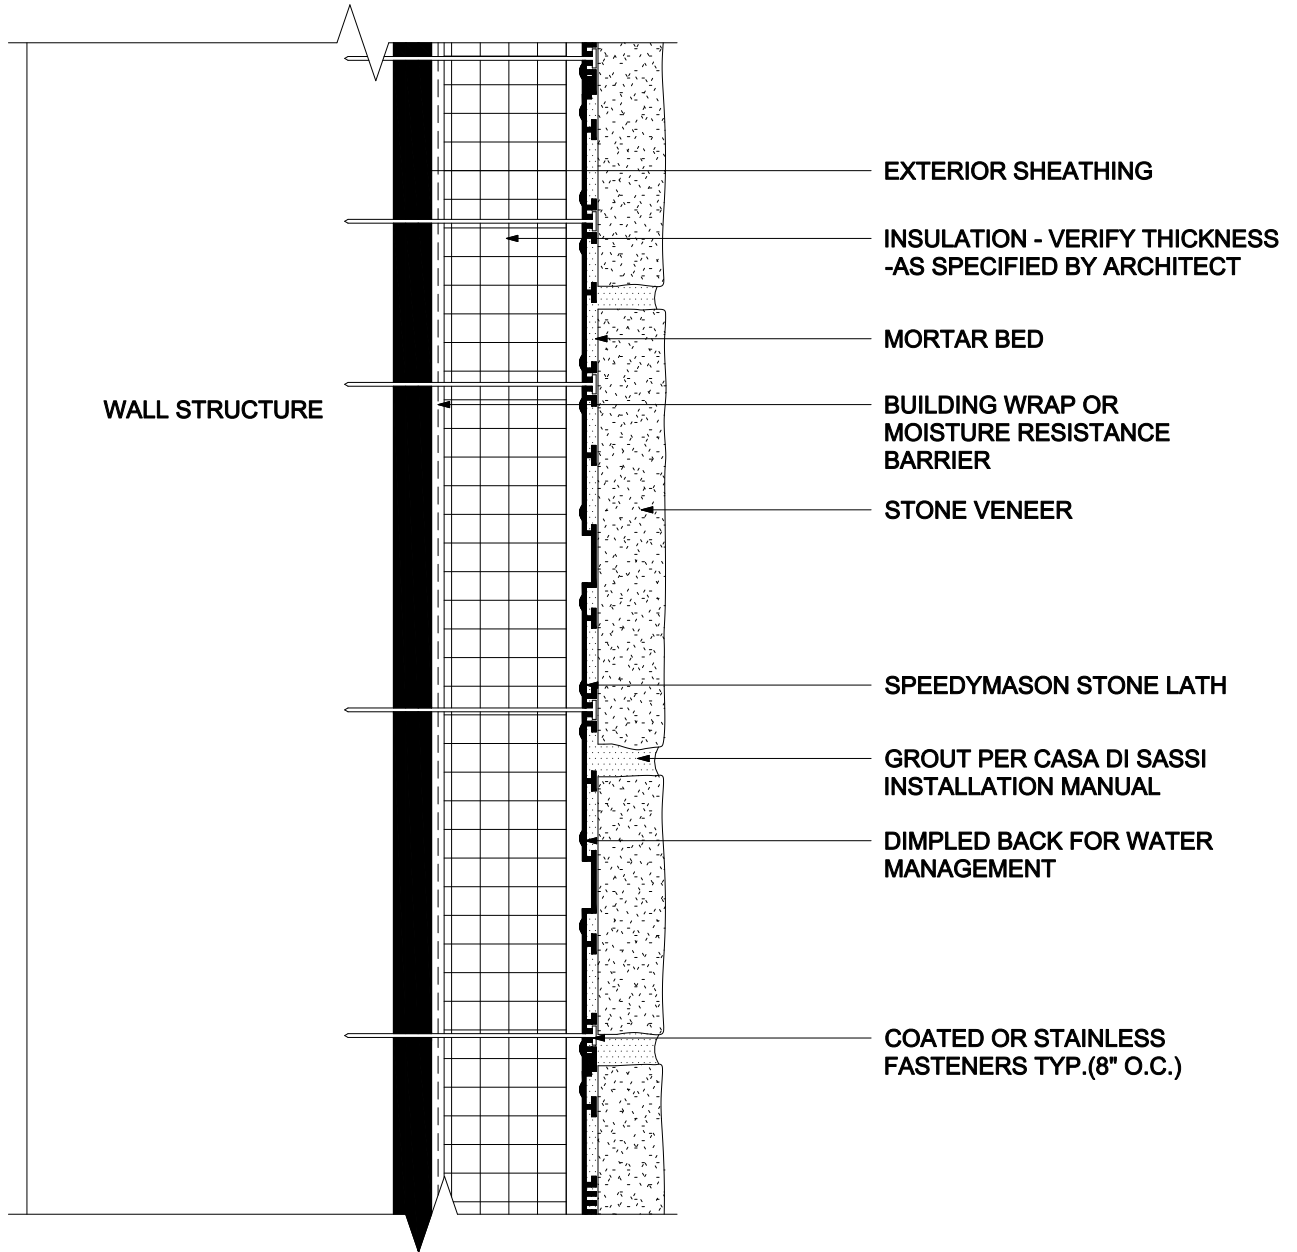 EXTERIOR SHEATHING
INSULATION - VERIFY THICKNESS
-AS SPECIFIED BY ARCHITECT
MORTAR BED
WALL STRUCTURE
BUILDING WRAP OR
MOISTURE RESISTANCE
BARRIER
STONE VENEER
SPEEDYMASON STONE LATH
GROUT PER CASA DI SASSI
INSTALLATION MANUAL
DIMPLED BACK FOR WATER
MANAGEMENT
COATED OR STAINLESS
FASTENERS TYP.(8" O.C.)